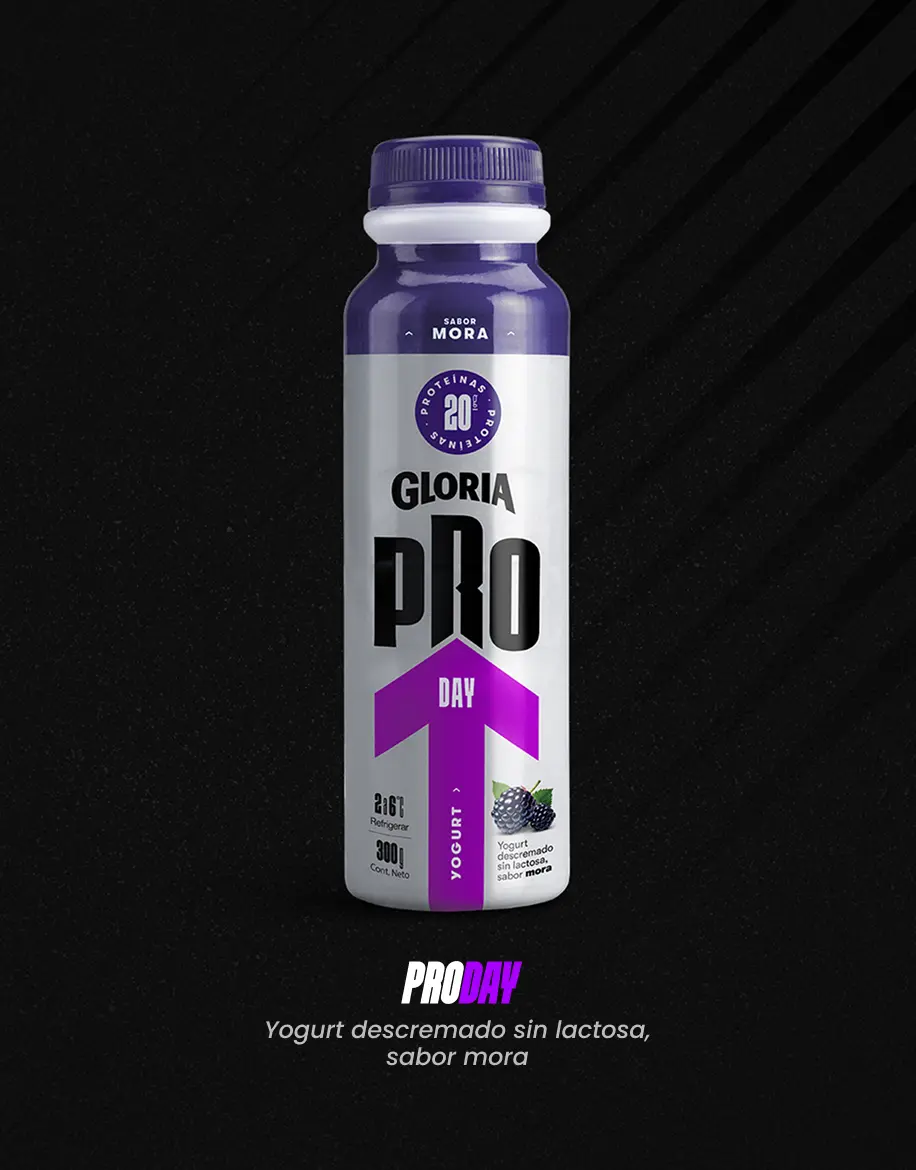 SABOR
MORA
PROTEÍNAS · PROTEÍNAS ·
20
GLORIA
PRO
DAY
YOGURT >
2 a 6°C
Refrigerar
300g
Cont. Neto
Yogurt
descremado
sin lactosa,
sabor mora
PRODAY
Yogurt descremado sin lactosa,
sabor mora